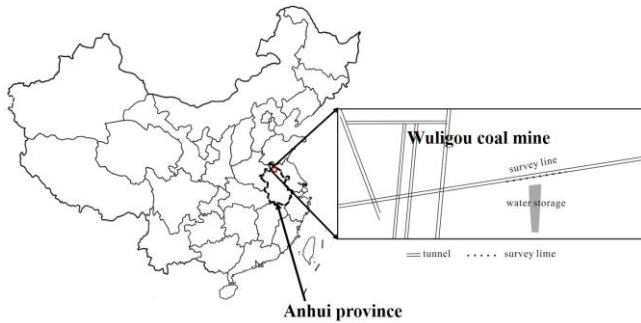 Wuligou coal mine
survey line
water storage
tunnel survey lime
Anhui province